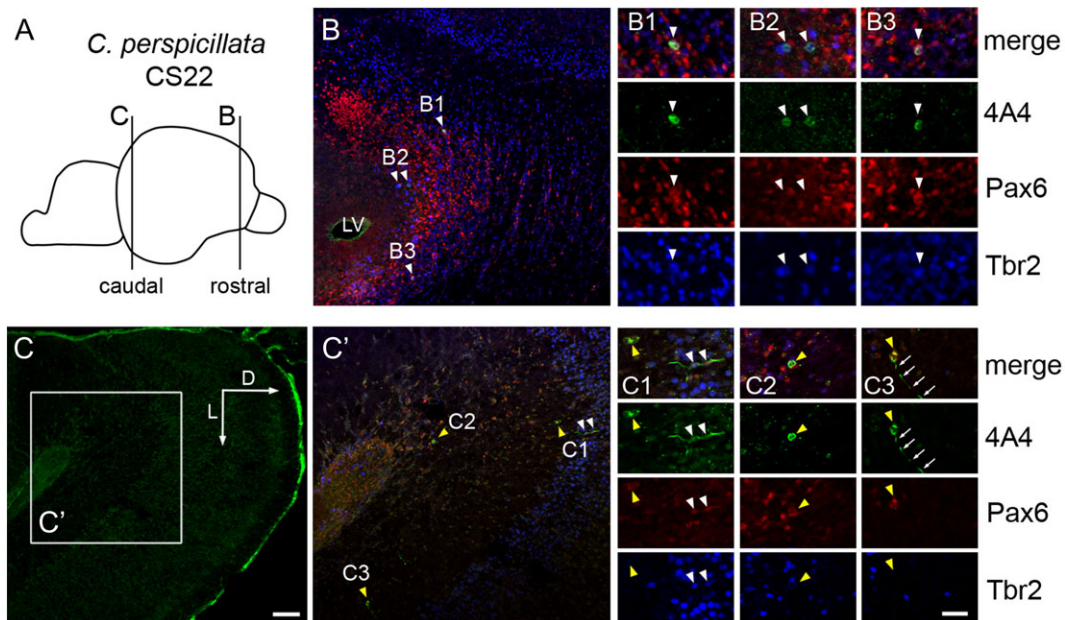 A
C. perspicillata
CS22
C
B
caudal
rostral
B
B1
B2
LV
B3
B1
B2
B3
merge
4A4
Pax6
Tbr2
C
D
L
C'
C'
C2
C1
C3
C1
C2
C3
merge
4A4
Pax6
Tbr2